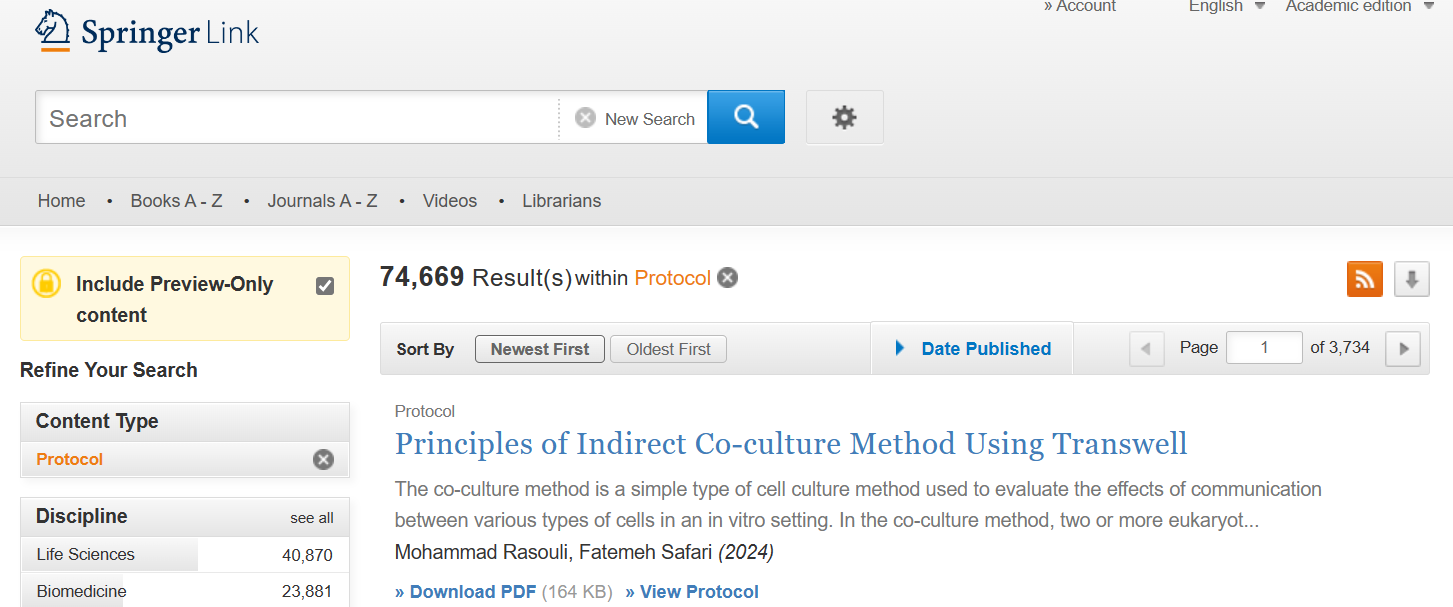 » Account English Academic edition
Springer Link
Search New Search
Home • Books A - Z • Journals A - Z • Videos • Librarians
Include Preview-Only
content
Refine Your Search
Content Type
Protocol
Discipline see all
Life Sciences 40,870
Biomedicine 23,881
74,669 Result(s) within Protocol
Sort By Newest First Oldest First Date Published Page 1 of 3,734
Protocol
Principles of Indirect Co-culture Method Using Transwell
The co-culture method is a simple type of cell culture method used to evaluate the effects of communication
between various types of cells in an in vitro setting. In the co-culture method, two or more eukaryot...
Mohammad Rasouli, Fatemeh Safari (2024)
» Download PDF (164 KB) » View Protocol